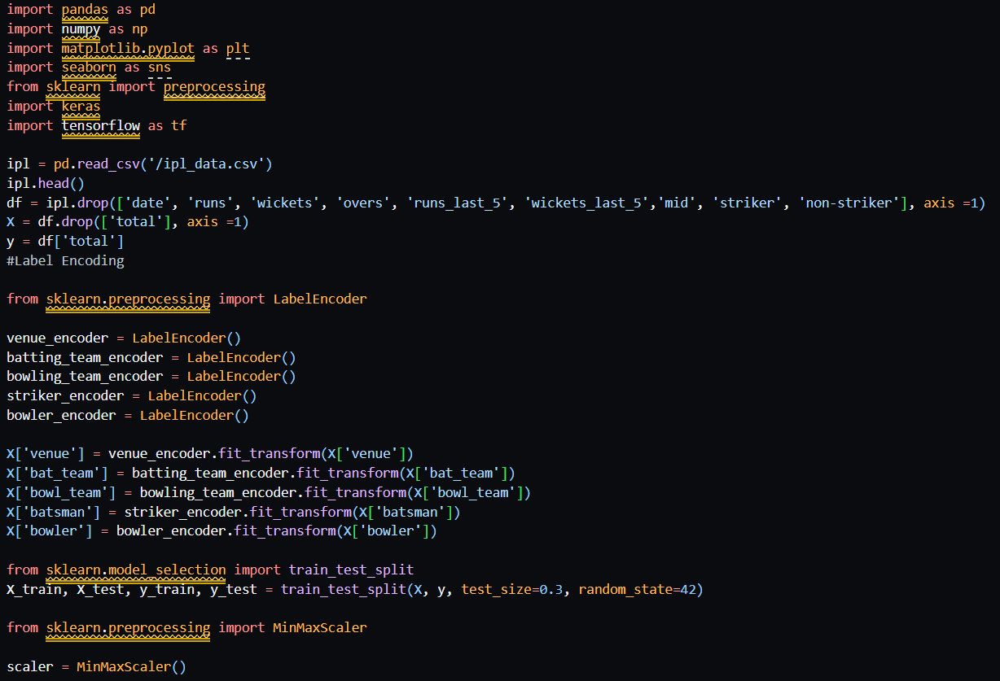 import pandas as pd
import numpy as np
import matplotlib.pyplot as plt
import seaborn as sns
from sklearn import preprocessing
import keras
import tensorflow as tf
ipl = pd.read_csv('/ipl_data.csv')
ipl.head()
df = ipl.drop(['date', 'runs', 'wickets', 'overs', 'runs_last_5', 'wickets_last_5','mid', 'striker', 'non-striker'], axis =1)
X = df.drop(['total'], axis =1)
y = df['total']
#Label Encoding
from sklearn.preprocessing import LabelEncoder
venue_encoder = LabelEncoder()
batting_team_encoder = LabelEncoder()
bowling_team_encoder = LabelEncoder()
striker_encoder = LabelEncoder()
bowler_encoder = LabelEncoder()
X['venue'] = venue_encoder.fit_transform(X['venue'])
X['bat_team'] = batting_team_encoder.fit_transform(X['bat_team'])
X['bowl_team'] = bowling_team_encoder.fit_transform(X['bowl_team'])
X['batsman'] = striker_encoder.fit_transform(X['batsman'])
X['bowler'] = bowler_encoder.fit_transform(X['bowler'])
from sklearn.model_selection import train_test_split
X_train, X_test, y_train, y_test = train_test_split(X, y, test_size=0.3, random_state=42)
from sklearn.preprocessing import MinMaxScaler
scaler = MinMaxScaler()